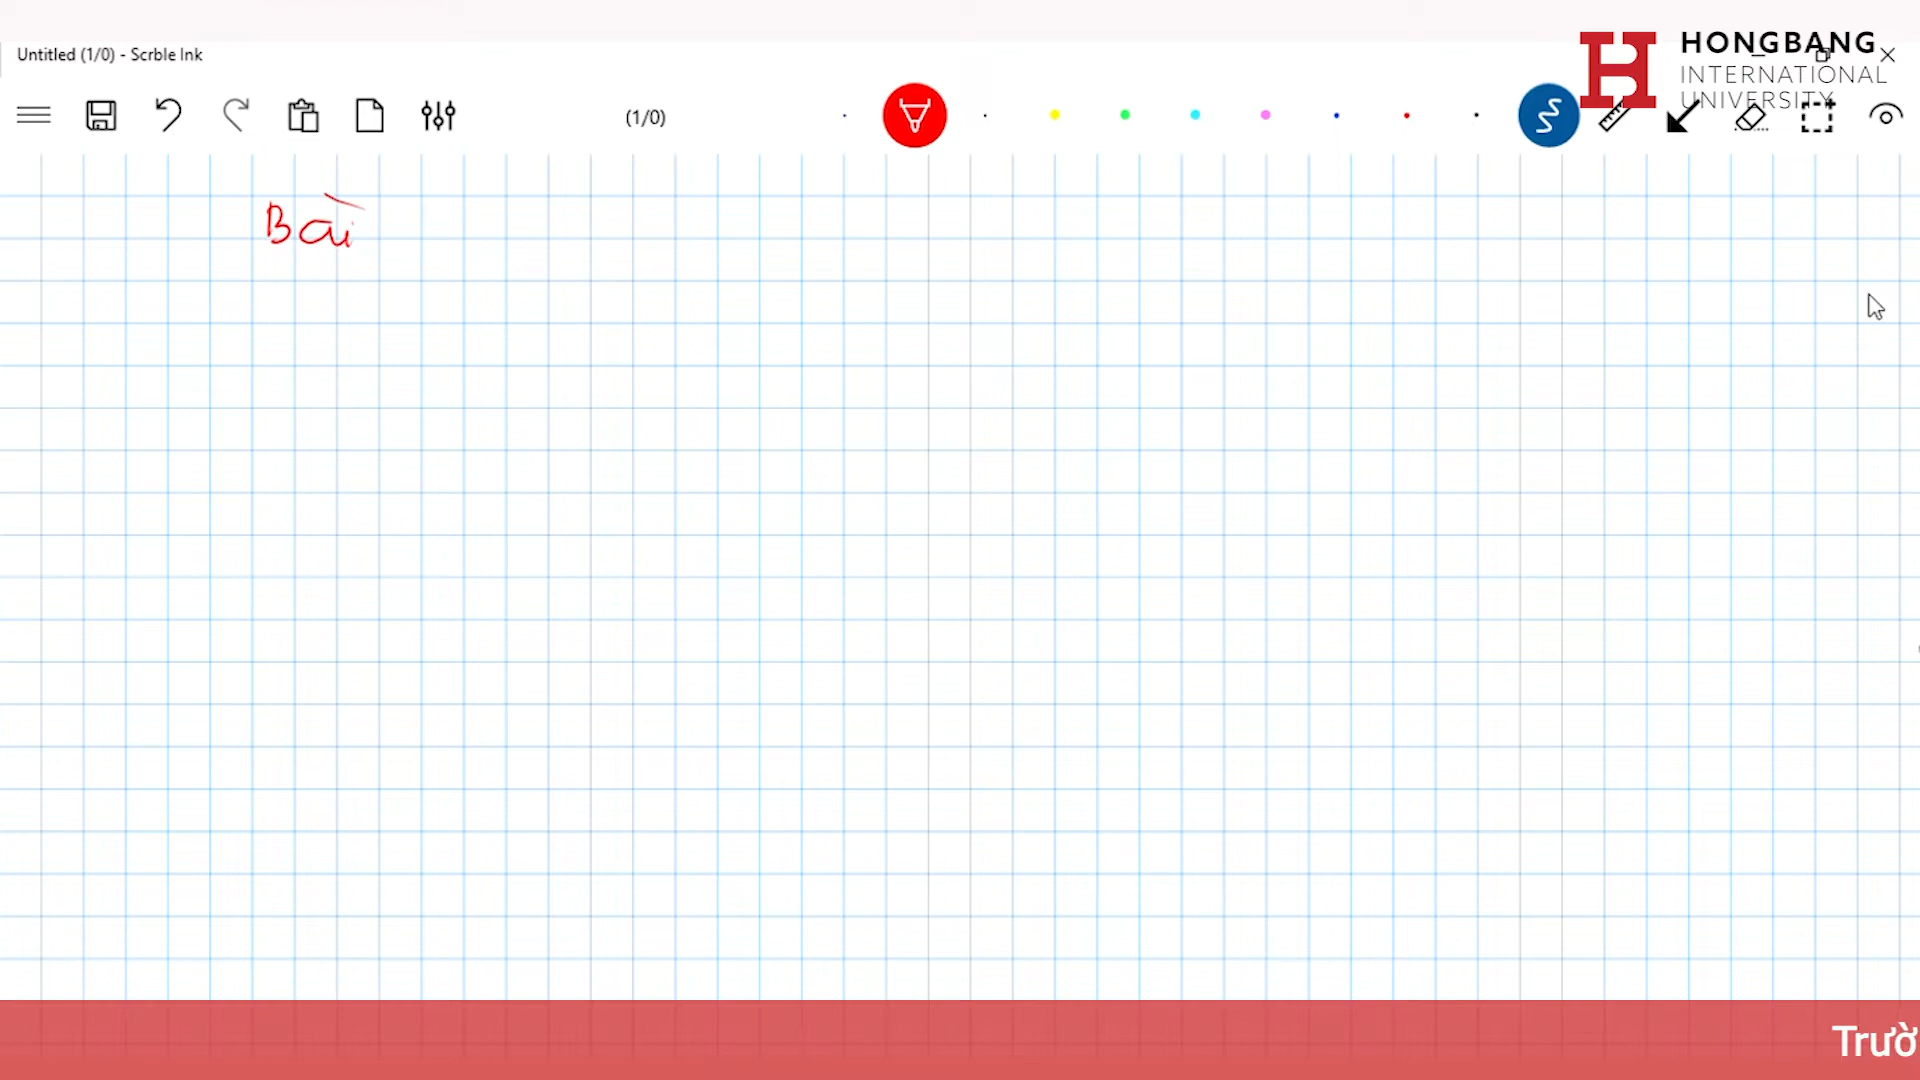 Untitled (1/0) - Scrble Ink
HONGBANG
INTERNATIONAL
UNIVERSITY
(1/0)
Bài
Trườ